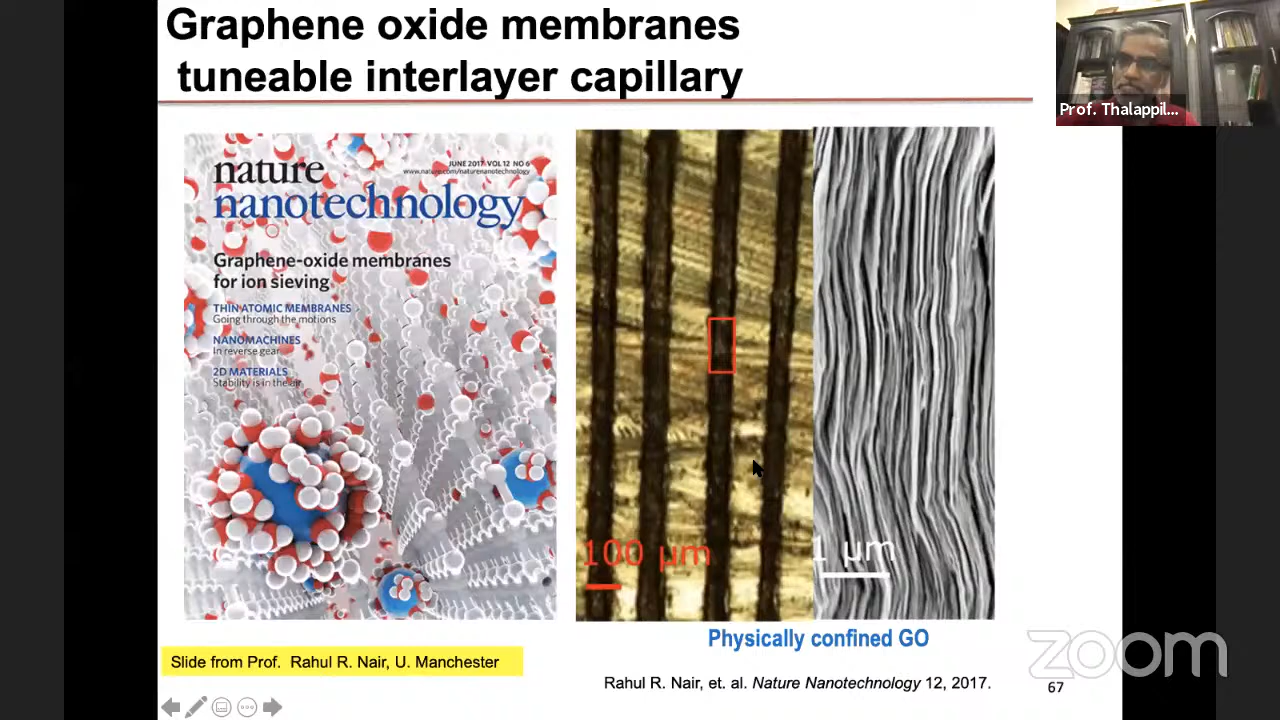 Graphene oxide membranes
tuneable interlayer capillary
Prof. Thalappil...
nature
JUNE 2017 VOL 12 NO 6
www.nature.com/naturenanotechnology
nanotechnology
Graphene-oxide membranes
for ion sieving
THIN ATOMIC MEMBRANES
Going through the motions
NANOMACHINES
In reverse gear
2D MATERIALS
Stability is in the air
100 µm
1 µm
Physically confined GO
Slide from Prof. Rahul R. Nair, U. Manchester
Rahul R. Nair, et. al. Nature Nanotechnology 12, 2017.
67
zoom